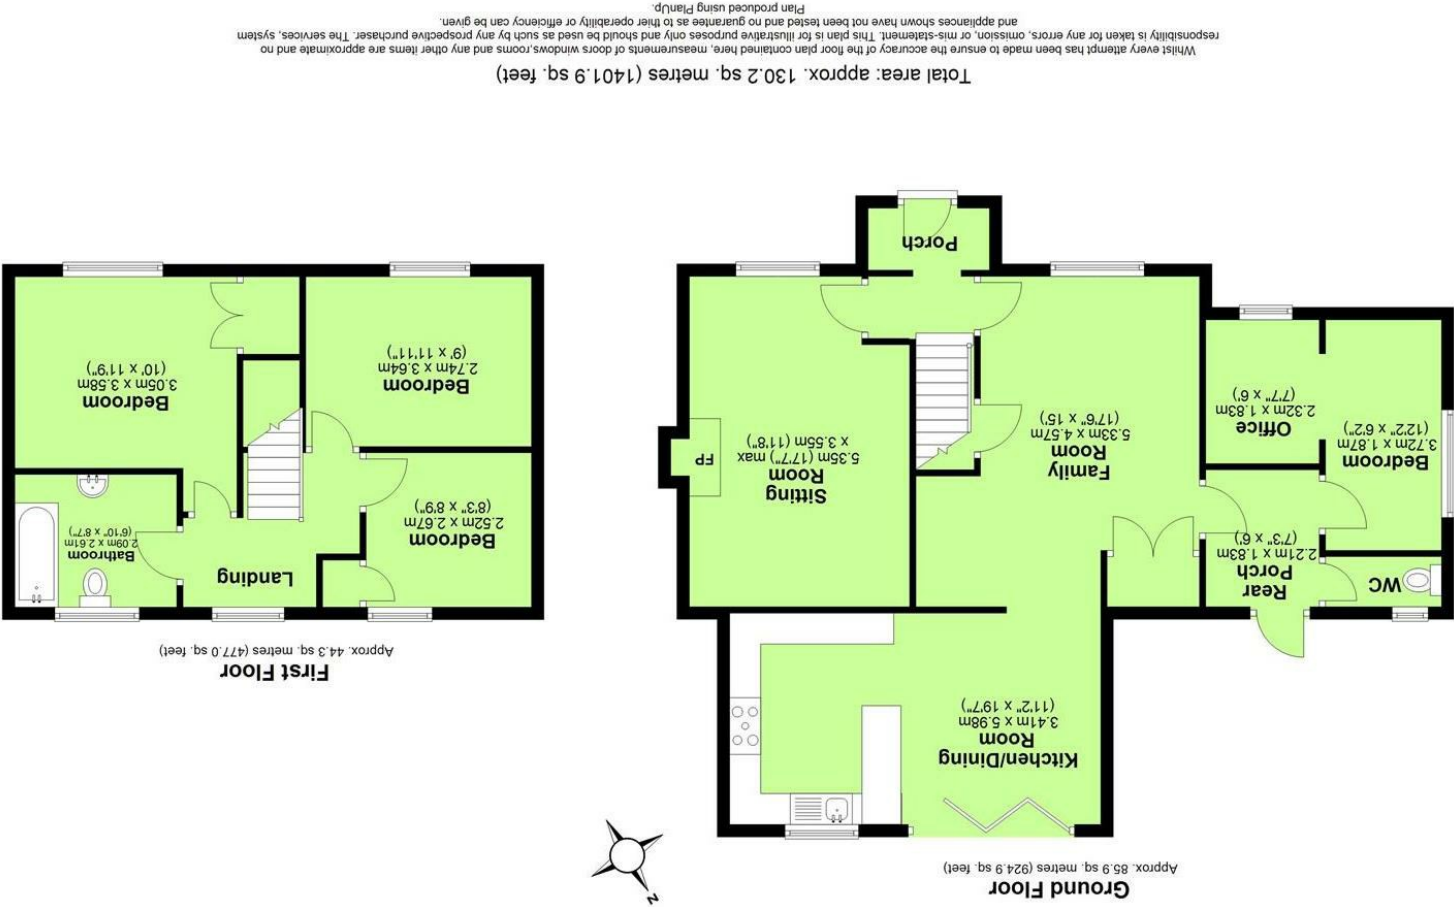 Ground Floor
Approx. 85.9 sq. metres (924.9 sq. feet)
N
Kitchen/Dining
Room
3.41m x 5.98m
(11'2" x 19'7")
WC
Rear
Porch
2.21m x 1.83m
(7'3" x 6')
Bedroom
3.72m x 1.87m
(12'2" x 6'2")
Office
2.32m x 1.83m
(7'7" x 6')
Family
Room
5.33m x 4.57m
(17'6" x 15')
Sitting
Room
5.35m (17'7") max
x 3.55m (11'8")
FP
Porch
First Floor
Approx. 44.3 sq. metres (477.0 sq. feet)
Bedroom
2.52m x 2.67m
(8'3" x 8'9")
Landing
Bathroom
2.09m x 2.61m
(6'10" x 8'7")
Bedroom
2.74m x 3.64m
(9' x 11'11")
Bedroom
3.05m x 3.58m
(10' x 11'9")
Total area: approx. 130.2 sq. metres (1401.9 sq. feet)
Whilst every attempt has been made to ensure the accuracy of the floor plan contained here, measurements of doors windows,rooms and any other items are approximate and no
responsibility is taken for any errors, omission, or mis-statement. This plan is for illustrative purposes only and should be used as such by any prospective purchaser. The services, system
and appliances shown have not been tested and no guarantee as to thier operability or efficiency can be given.
Plan produced using PlanUp.